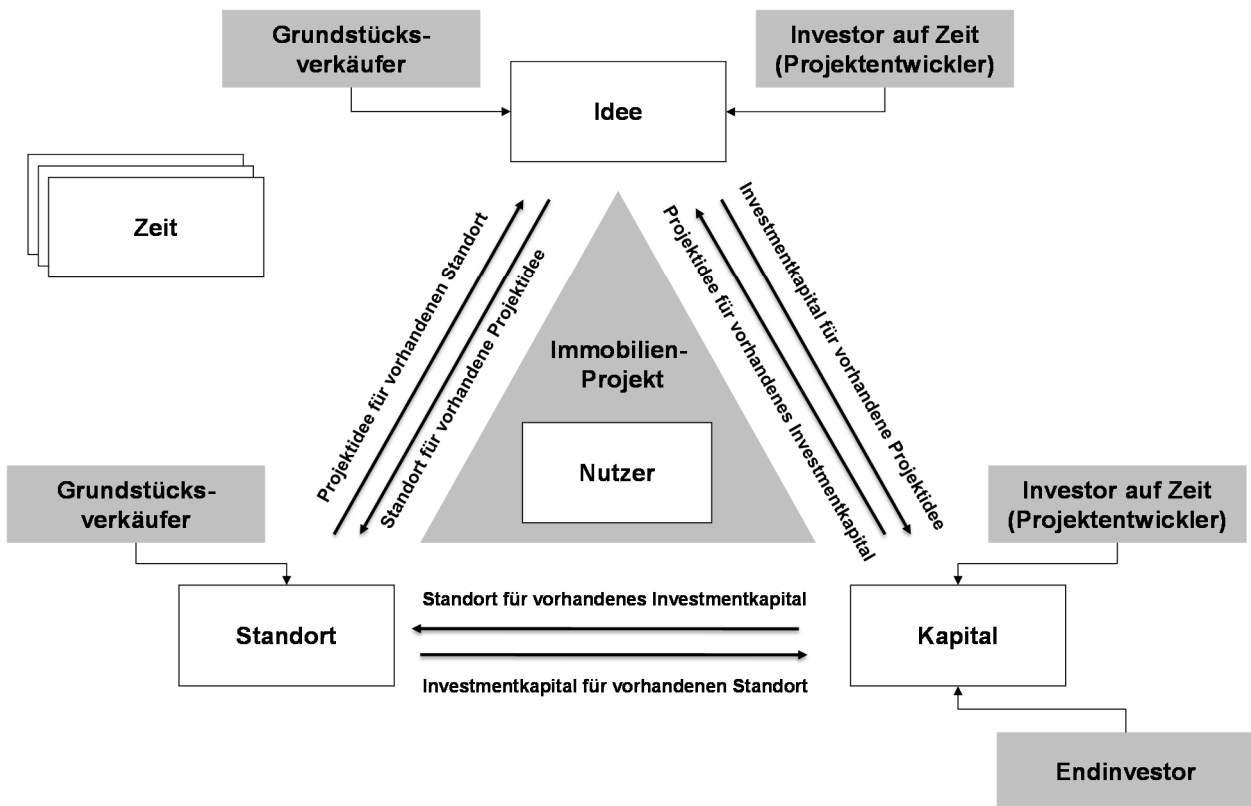 Grundstücks-
verkäufer
Investor auf Zeit
(Projektentwickler)
Idee
Zeit
Projektidee für vorhandenen Standort
Standort für vorhandene Projektidee
Projektidee für vorhandenes Investmentkapital
Investmentkapital für vorhandene Projektidee
Immobilien-
Projekt
Nutzer
Grundstücks-
verkäufer
Investor auf Zeit
(Projektentwickler)
Standort
Standort für vorhandenes Investmentkapital
Investmentkapital für vorhandenen Standort
Kapital
Endinvestor